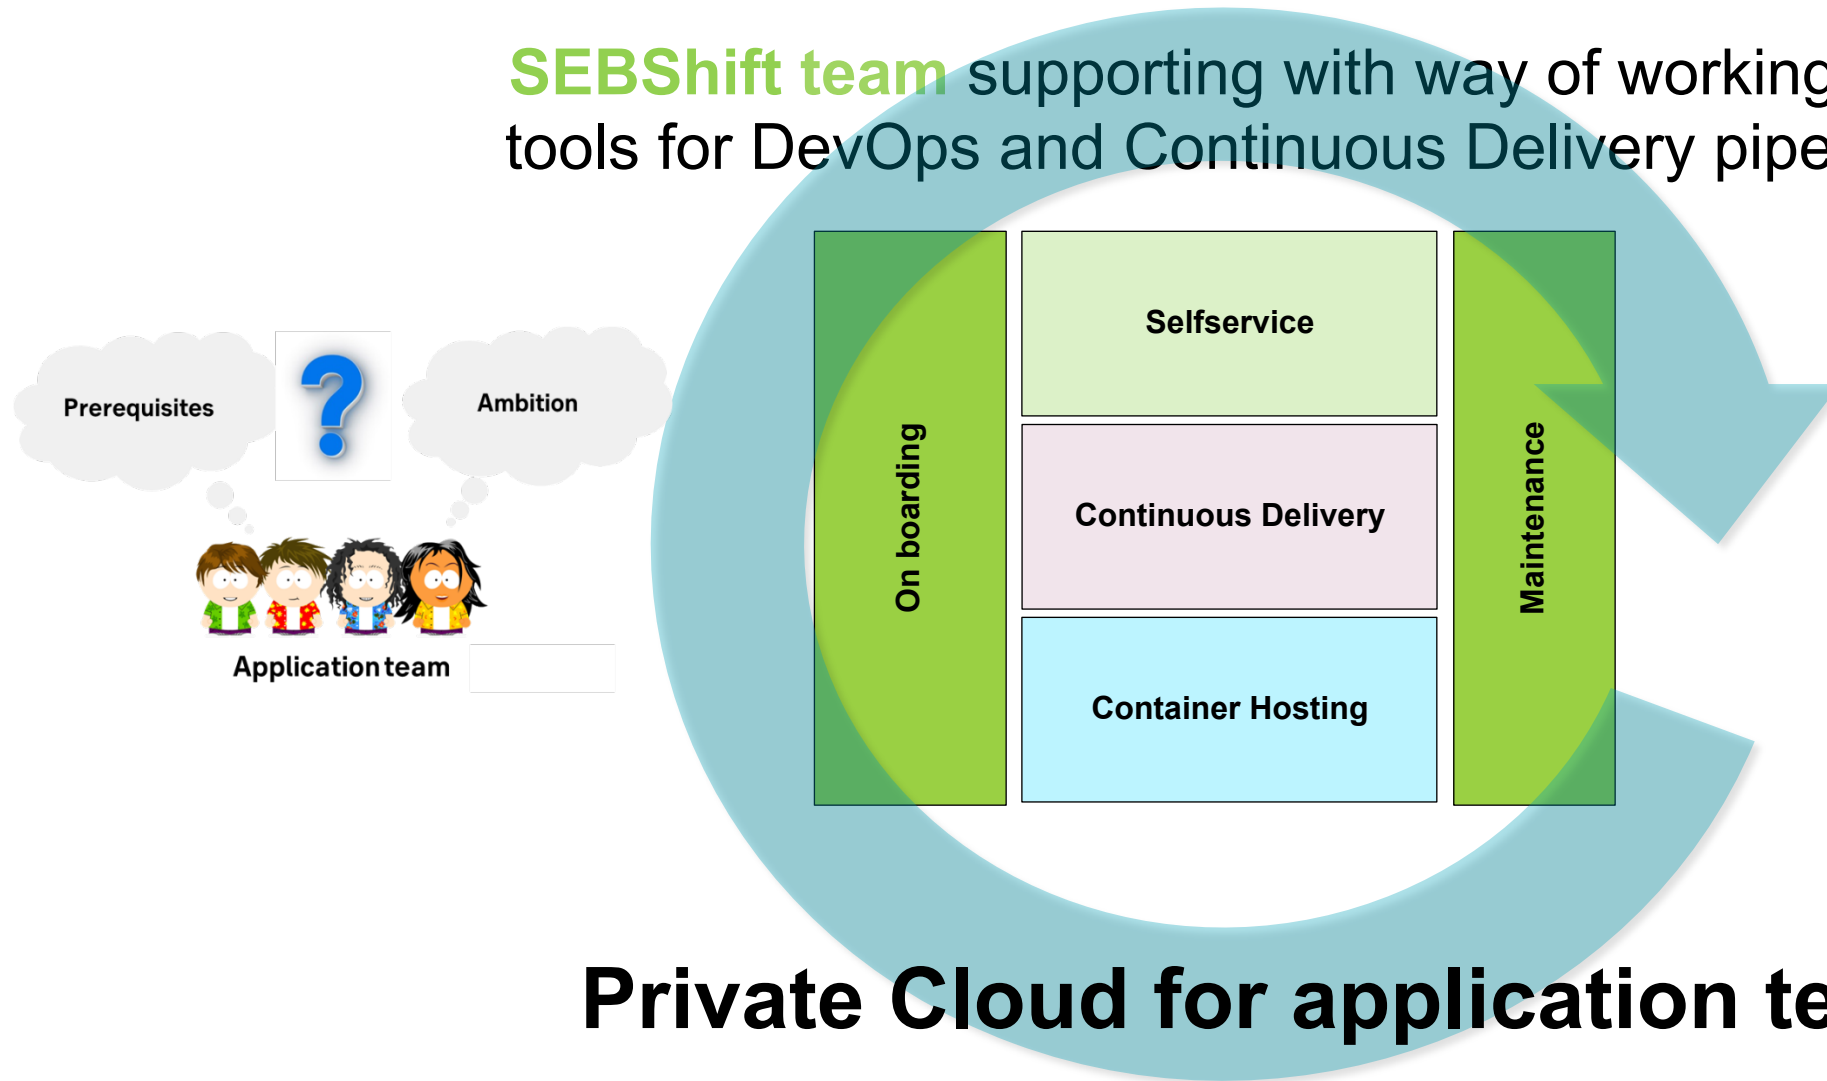 SEBShift team supporting with way of working
tools for DevOps and Continuous Delivery pipe
Prerequisites
?
Ambition
Application team
On boarding
Selfservice
Continuous Delivery
Container Hosting
Maintenance
Private Cloud for application te